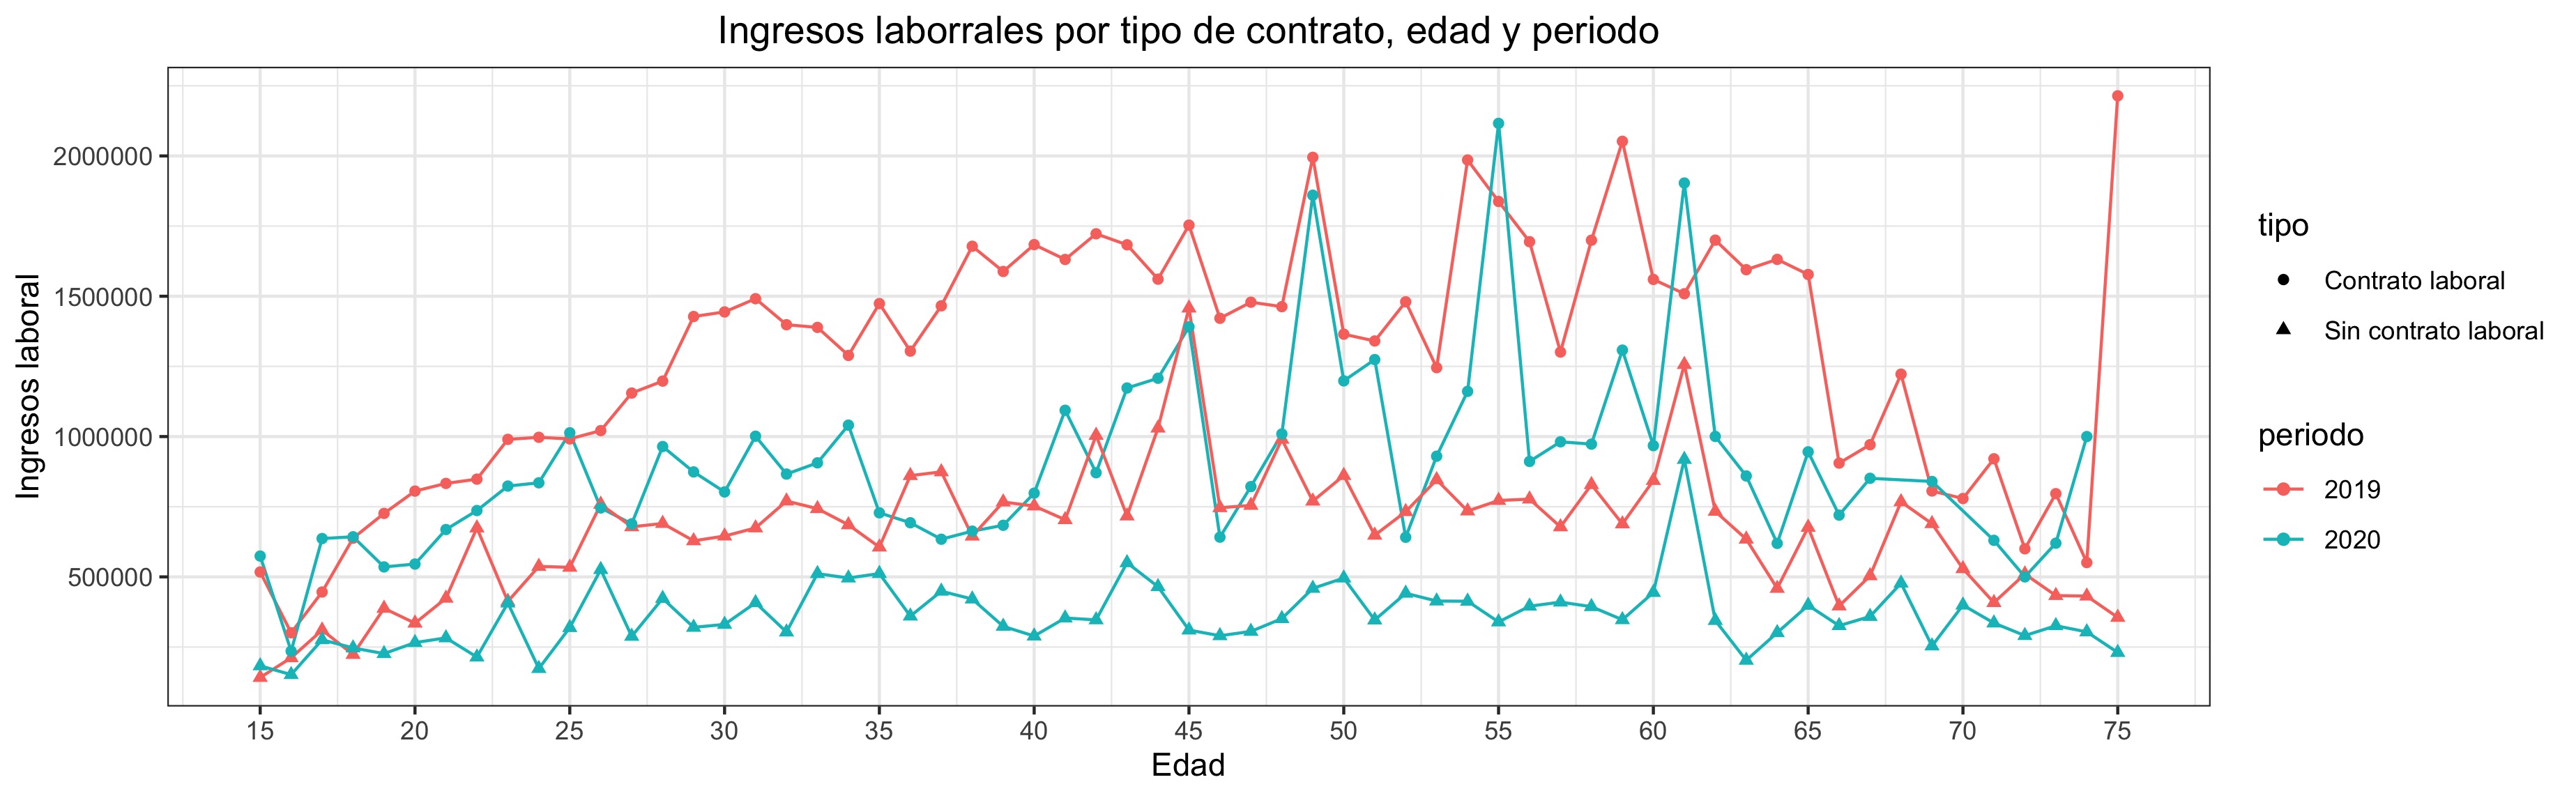 Ingresos laborrales por tipo de contrato, edad y periodo
Ingresos laboral
2000000
1500000
1000000
500000
15 20 25 30 35 40 45 50 55 60 65 70 75
Edad
tipo
Contrato laboral
Sin contrato laboral
periodo
2019
2020